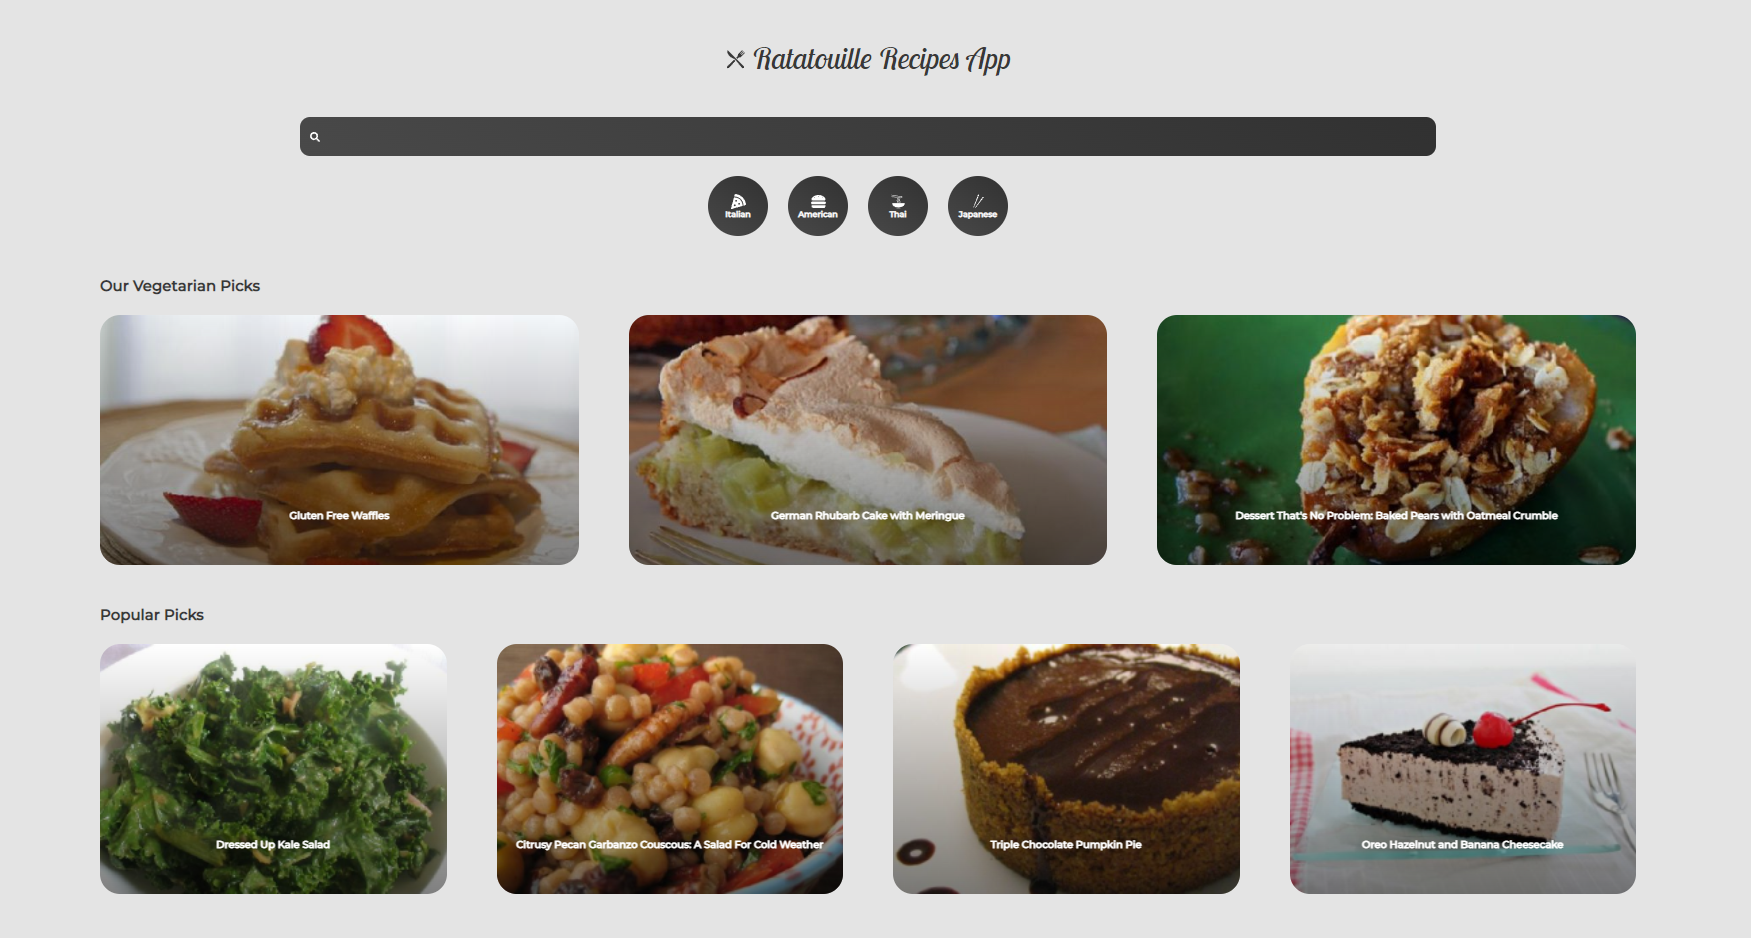 Ratatouille Recipes App
Italian
American
Thai
Japanese
Our Vegetarian Picks
Gluten Free Waffles
German Rhubarb Cake with Meringue
Dessert That's No Problem: Baked Pears with Oatmeal Crumble
Popular Picks
Dressed Up Kale Salad
Citrusy Pecan Garbanzo Couscous: A Salad For Cold Weather
Triple Chocolate Pumpkin Pie
Oreo Hazelnut and Banana Cheesecake